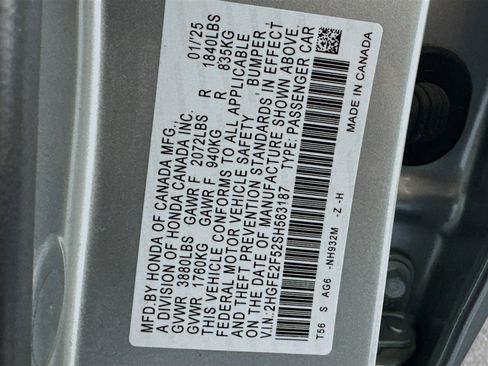 MFD.BY HONDA OF CANADA MFG.,
A DIVISION OF HONDA CANADA INC. 01/'25
GVWR 3880LBS GAWR F 2072LBS R 1840LBS
GVWR 1760KG GAWR F 940KG R 835KG
THIS VEHICLE CONFORMS TO ALL APPLICABLE
FEDERAL MOTOR VEHICLE SAFETY , BUMPER ,
AND THEFT PREVENTION STANDARDS IN EFFECT
ON THE DATE OF MANUFACTURE SHOWN ABOVE.
V.I.N.:2HGFE2F52SH563187 TYPE:PASSENGER CAR
T56 S AG6 -NH932M -Z -H
MADE IN CANADA